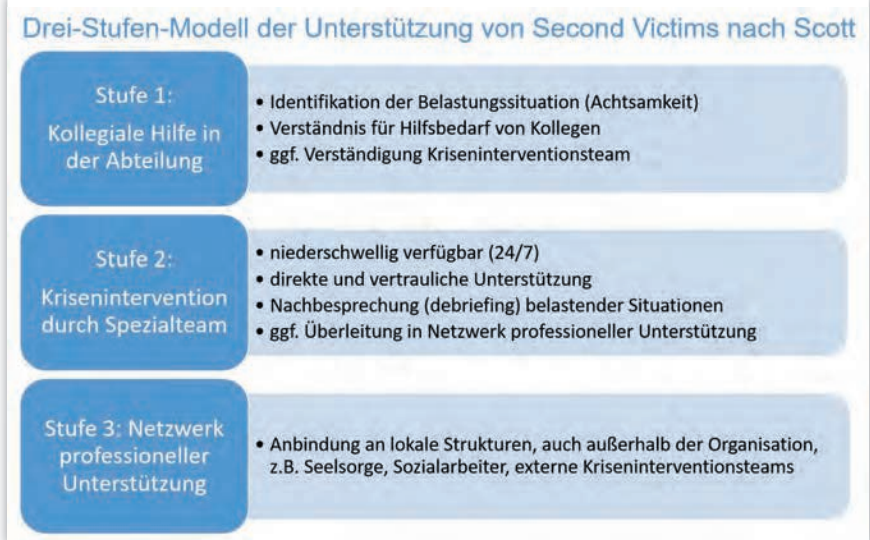 Drei-Stufen-Modell der Unterstützung von Second Victims nach Scott
Stufe 1:
Kollegiale Hilfe in
der Abteilung
• Identifikation der Belastungssituation (Achtsamkeit)
• Verständnis für Hilfsbedarf von Kollegen
• ggf. Verständigung Kriseninterventionsteam
Stufe 2:
Krisenintervention
durch Spezialteam
• niederschwellig verfügbar (24/7)
• direkte und vertrauliche Unterstützung
• Nachbesprechung (debriefing) belastender Situationen
• ggf. Überleitung in Netzwerk professioneller Unterstützung
Stufe 3: Netzwerk
professioneller
Unterstützung
• Anbindung an lokale Strukturen, auch außerhalb der Organisation,
z.B. Seelsorge, Sozialarbeiter, externe Kriseninterventionsteams